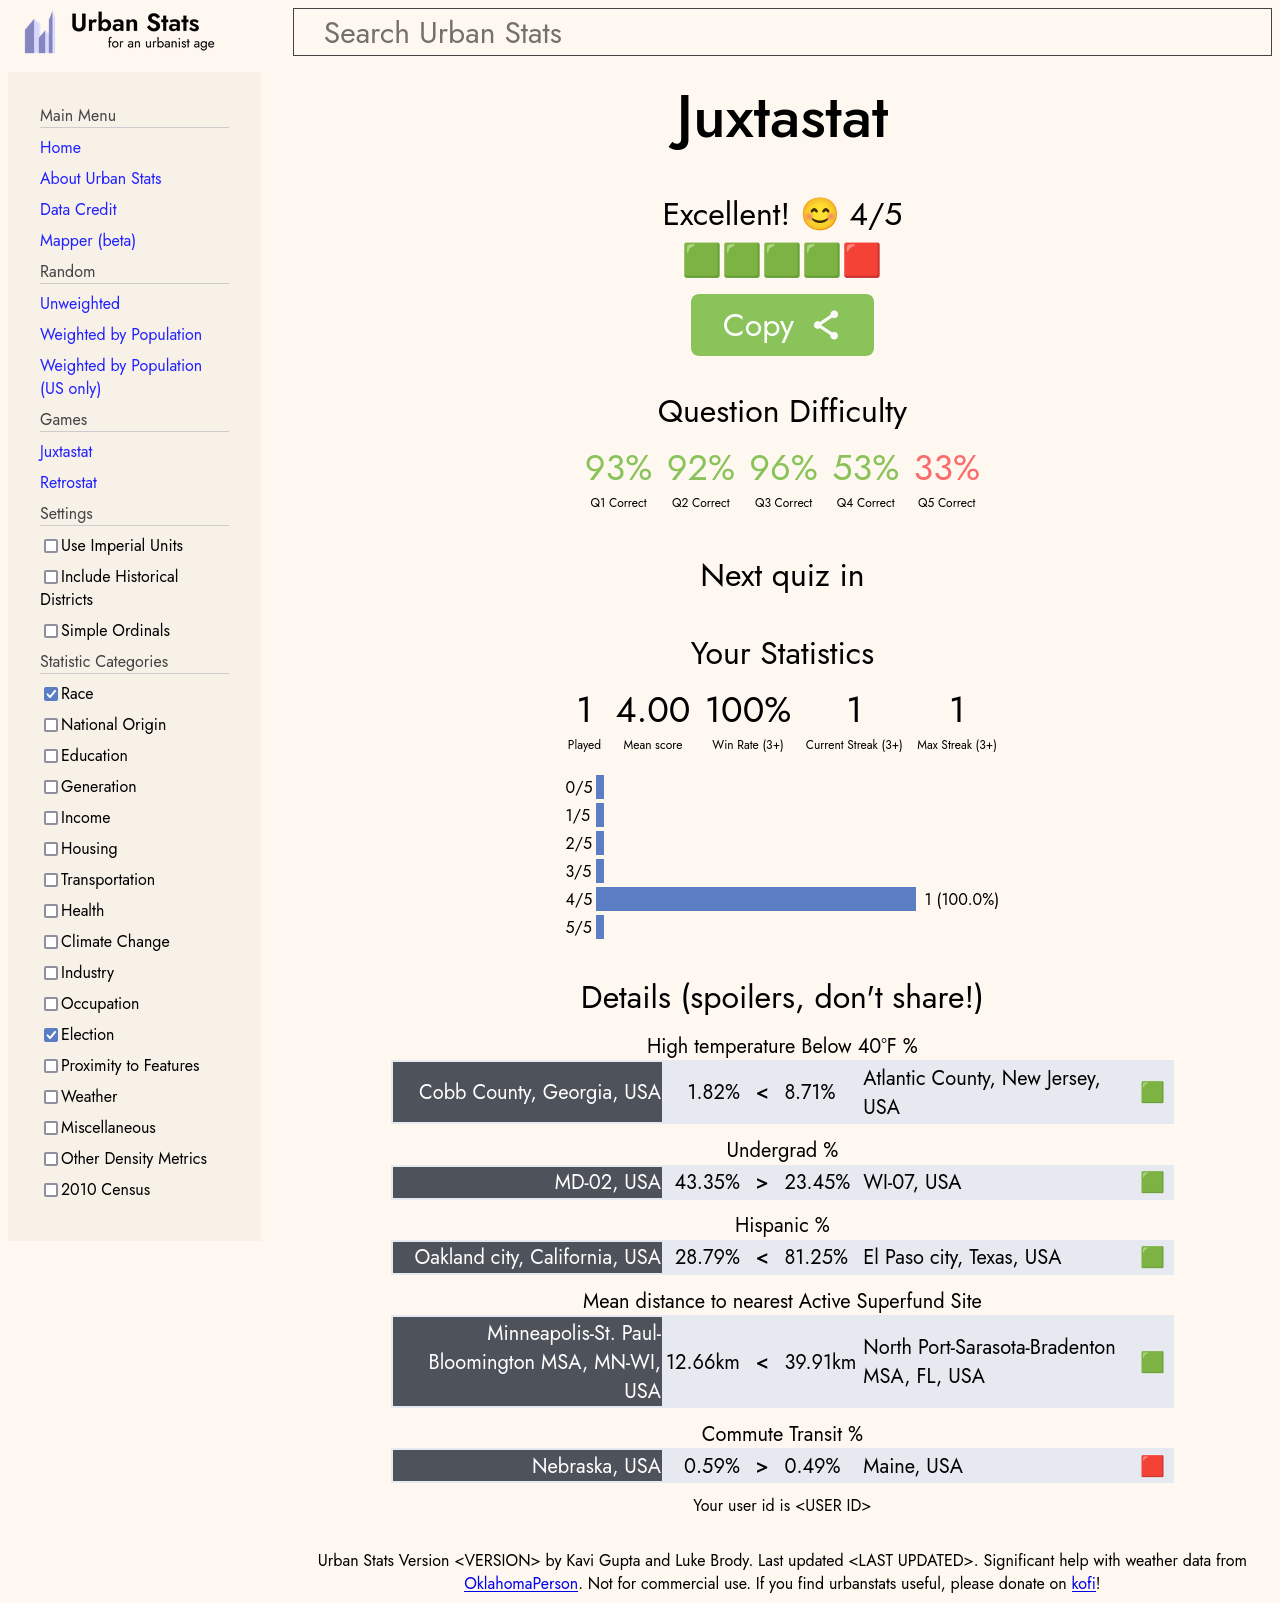 Urban Stats
for an urbanist age
Search Urban Stats
Main Menu
Home
About Urban Stats
Data Credit
Mapper (beta)
Random
Unweighted
Weighted by Population
Weighted by Population
(US only)
Games
Juxtastat
Retrostat
Settings
Use Imperial Units
Include Historical
Districts
Simple Ordinals
Statistic Categories
Race
National Origin
Education
Generation
Income
Housing
Transportation
Health
Climate Change
Industry
Occupation
Election
Proximity to Features
Weather
Miscellaneous
Other Density Metrics
2010 Census
Juxtastat
Excellent! 😊 4/5
🟩🟩🟩🟩🟥
Copy
Question Difficulty
93% 92% 96% 53% 33%
Q1 Correct Q2 Correct Q3 Correct Q4 Correct Q5 Correct
Next quiz in
Your Statistics
1 4.00 100% 1 1
Played Mean score Win Rate (3+) Current Streak (3+) Max Streak (3+)
0/5
1/5
2/5
3/5
4/5 1 (100.0%)
5/5
Details (spoilers, don't share!)
High temperature Below 40°F %
Cobb County, Georgia, USA 1.82% < 8.71% Atlantic County, New Jersey,
USA 🟩
Undergrad %
MD-02, USA 43.35% > 23.45% WI-07, USA 🟩
Hispanic %
Oakland city, California, USA 28.79% < 81.25% El Paso city, Texas, USA 🟩
Mean distance to nearest Active Superfund Site
Minneapolis-St. Paul-
Bloomington MSA, MN-WI,
USA 12.66km < 39.91km North Port-Sarasota-Bradenton
MSA, FL, USA 🟩
Commute Transit %
Nebraska, USA 0.59% > 0.49% Maine, USA 🟥
Your user id is <USER ID>
Urban Stats Version <VERSION> by Kavi Gupta and Luke Brody. Last updated <LAST UPDATED>. Significant help with weather data from
OklahomaPerson. Not for commercial use. If you find urbanstats useful, please donate on kofi!